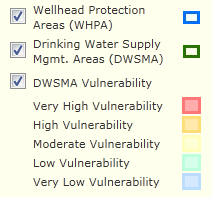 Wellhead Protection
Areas (WHPA)
Drinking Water Supply
Mgmt. Areas (DWSMA)
DWSMA Vulnerability
Very High Vulnerability
High Vulnerability
Moderate Vulnerability
Low Vulnerability
Very Low Vulnerability